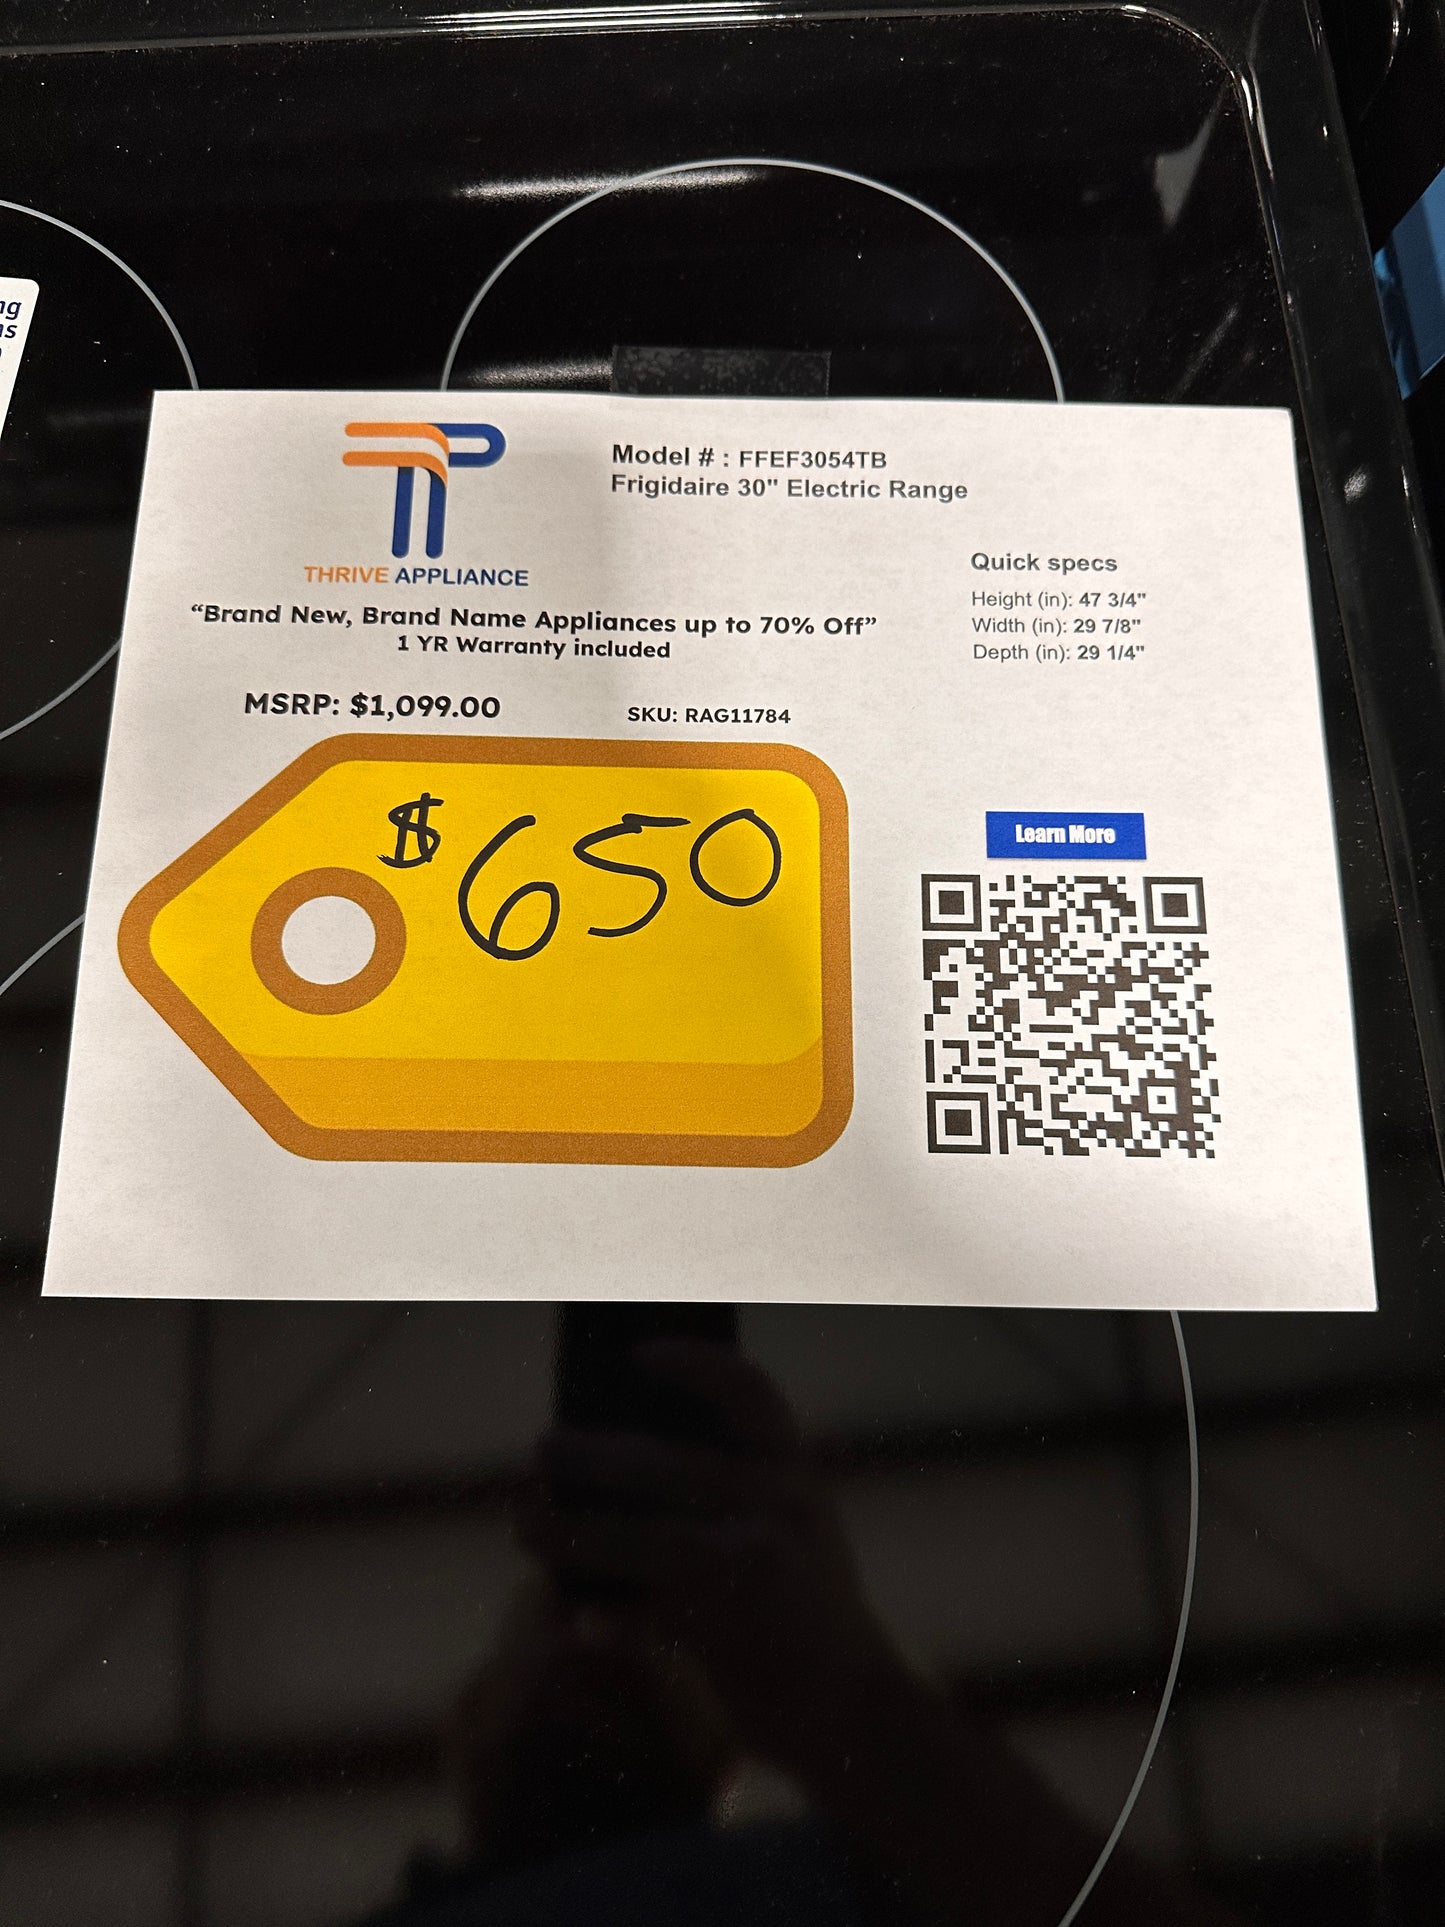 Model # : FFEF3054TB
Frigidaire 30" Electric Range
THRIVE APPLIANCE
“Brand New, Brand Name Appliances up to 70% Off”
1 YR Warranty included
Quick specs
Height (in): 47 3/4"
Width (in): 29 7/8"
Depth (in): 29 1/4"
MSRP: $1,099.00
SKU: RAG11784
$650
Learn More